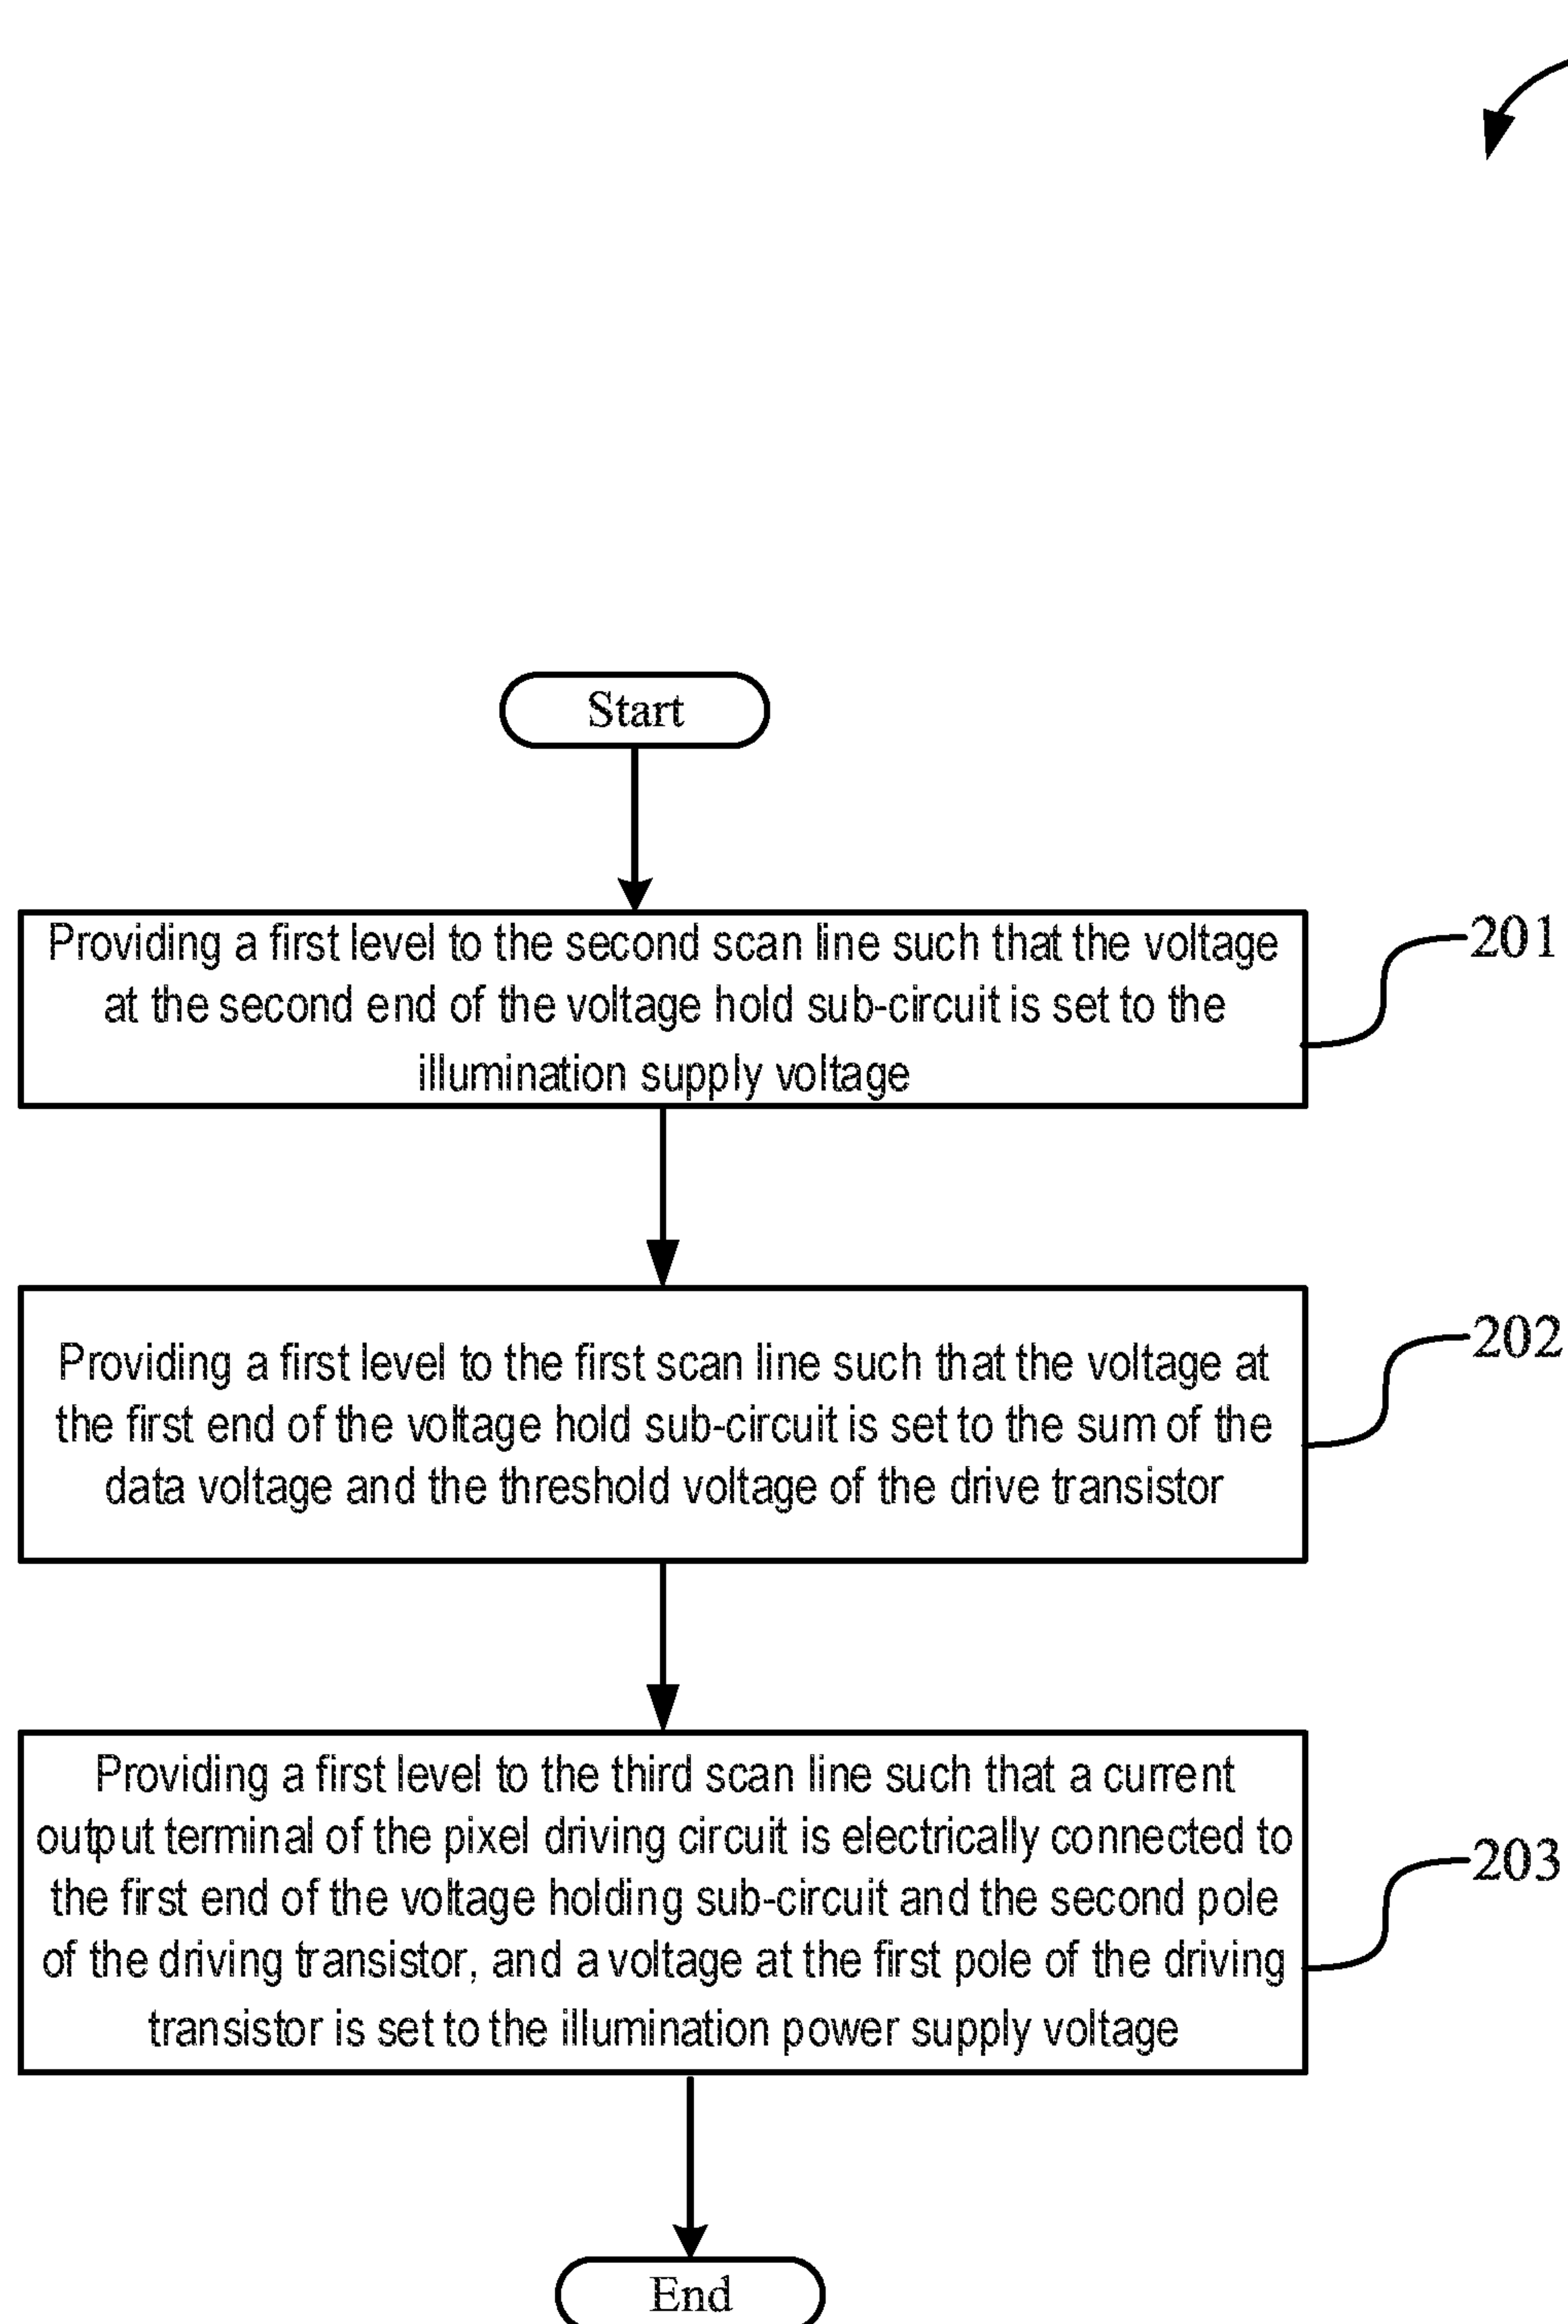 Start
Providing a first level to the second scan line such that the voltage
at the second end of the voltage hold sub-circuit is set to the
illumination supply voltage
201
Providing a first level to the first scan line such that the voltage at
the first end of the voltage hold sub-circuit is set to the sum of the
data voltage and the threshold voltage of the drive transistor
202
Providing a first level to the third scan line such that a current
output terminal of the pixel driving circuit is electrically connected to
the first end of the voltage holding sub-circuit and the second pole
of the driving transistor, and a voltage at the first pole of the driving
transistor is set to the illumination power supply voltage
203
End